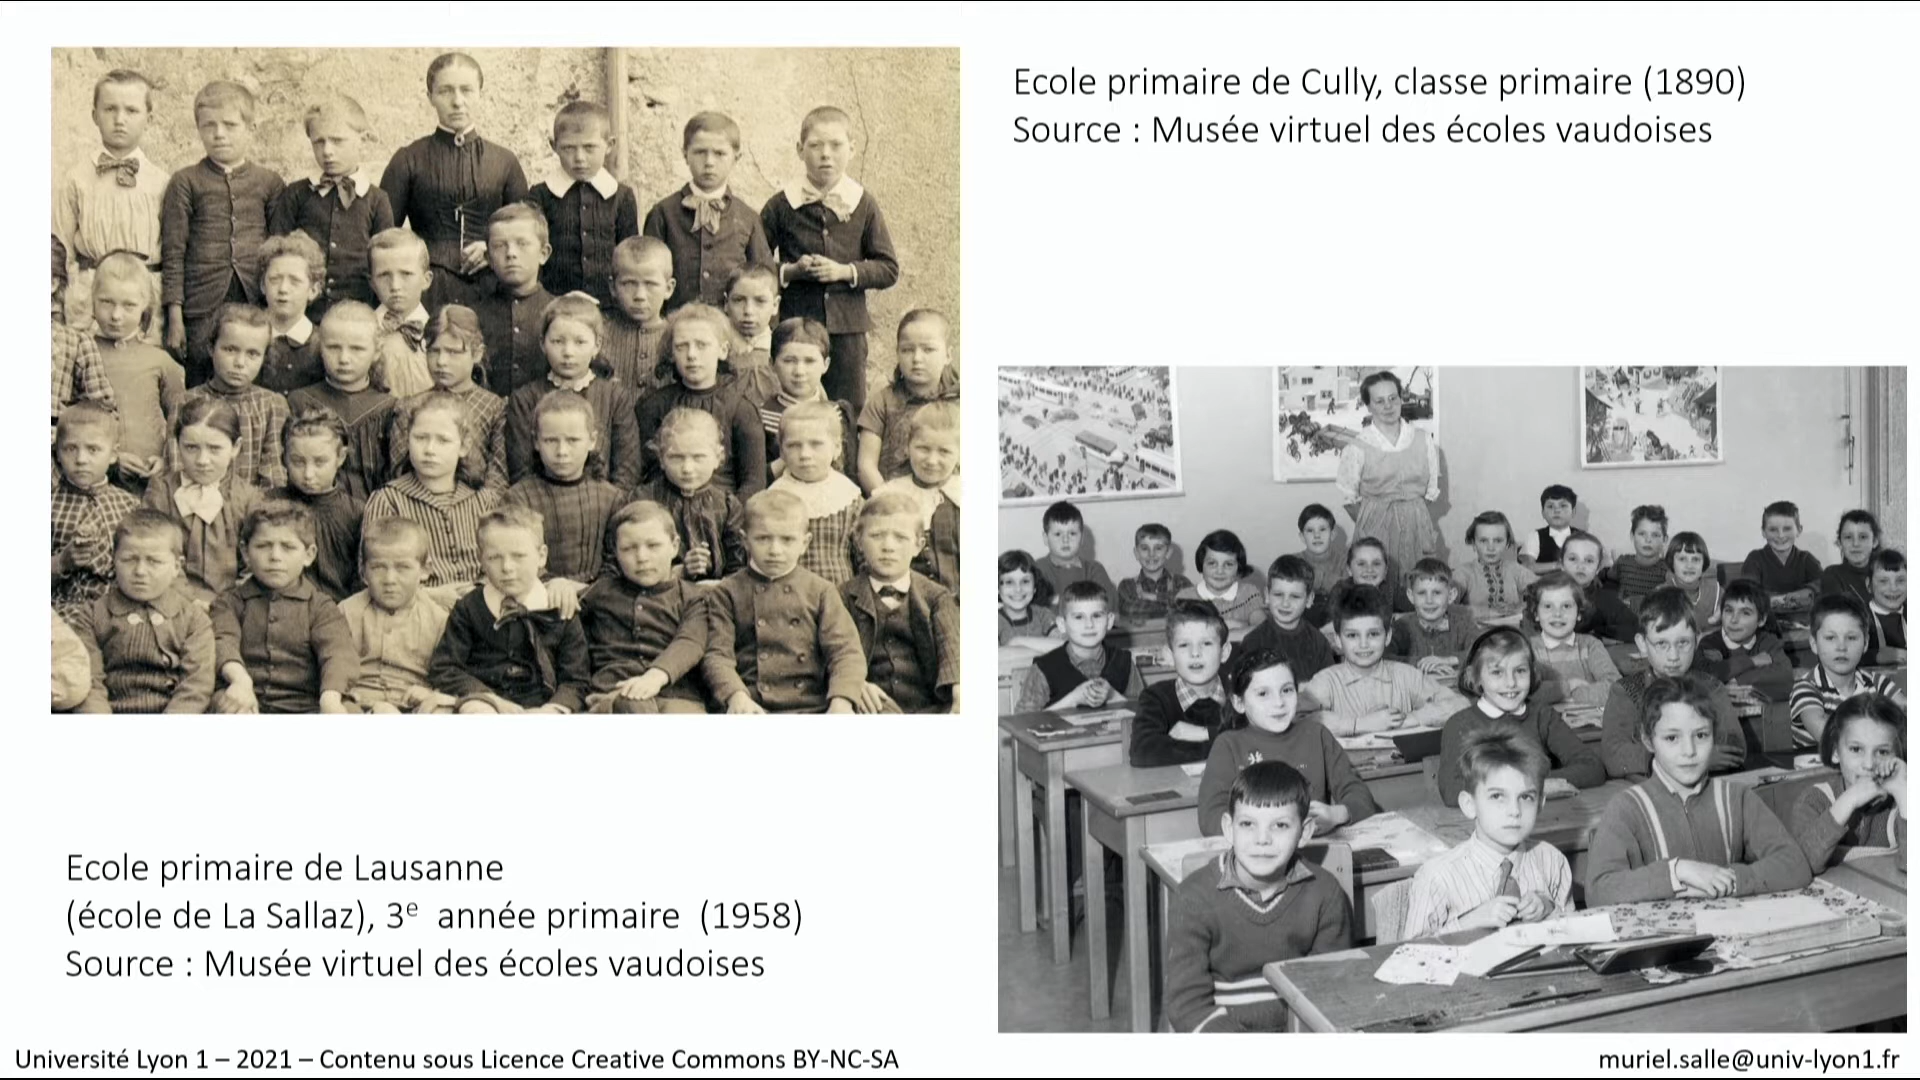 Ecole primaire de Cully, classe primaire (1890)
Source : Musée virtuel des écoles vaudoises
Ecole primaire de Lausanne
(école de La Sallaz), 3e année primaire (1958)
Source : Musée virtuel des écoles vaudoises
Université Lyon 1 – 2021 – Contenu sous Licence Creative Commons BY-NC-SA
muriel.salle@univ-lyon1.fr